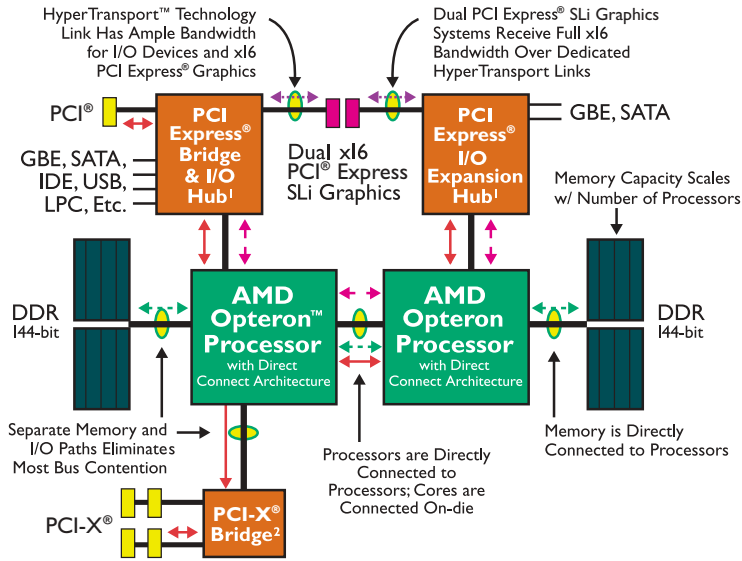 HyperTransport™ Technology
Link Has Ample Bandwidth
for I/O Devices and x16
PCI Express® Graphics
Dual PCI Express® SLi Graphics
Systems Receive Full x16
Bandwidth Over Dedicated
HyperTransport Links
PCI®
GBE, SATA,
IDE, USB,
LPC, Etc.
PCI
Express®
Bridge
& I/O
Hub¹
Dual x16
PCI® Express
SLi Graphics
PCI
Express®
I/O
Expansion
Hub¹
GBE, SATA
Memory Capacity Scales
w/ Number of Processors
DDR
144-bit
AMD
Opteron™
Processor
with Direct
Connect Architecture
AMD
Opteron
Processor
with Direct
Connect Architecture
DDR
144-bit
Separate Memory and
I/O Paths Eliminates
Most Bus Contention
Processors are Directly
Connected to
Processors; Cores are
Connected On-die
Memory is Directly
Connected to Processors
PCI-X®
PCI-X®
Bridge²